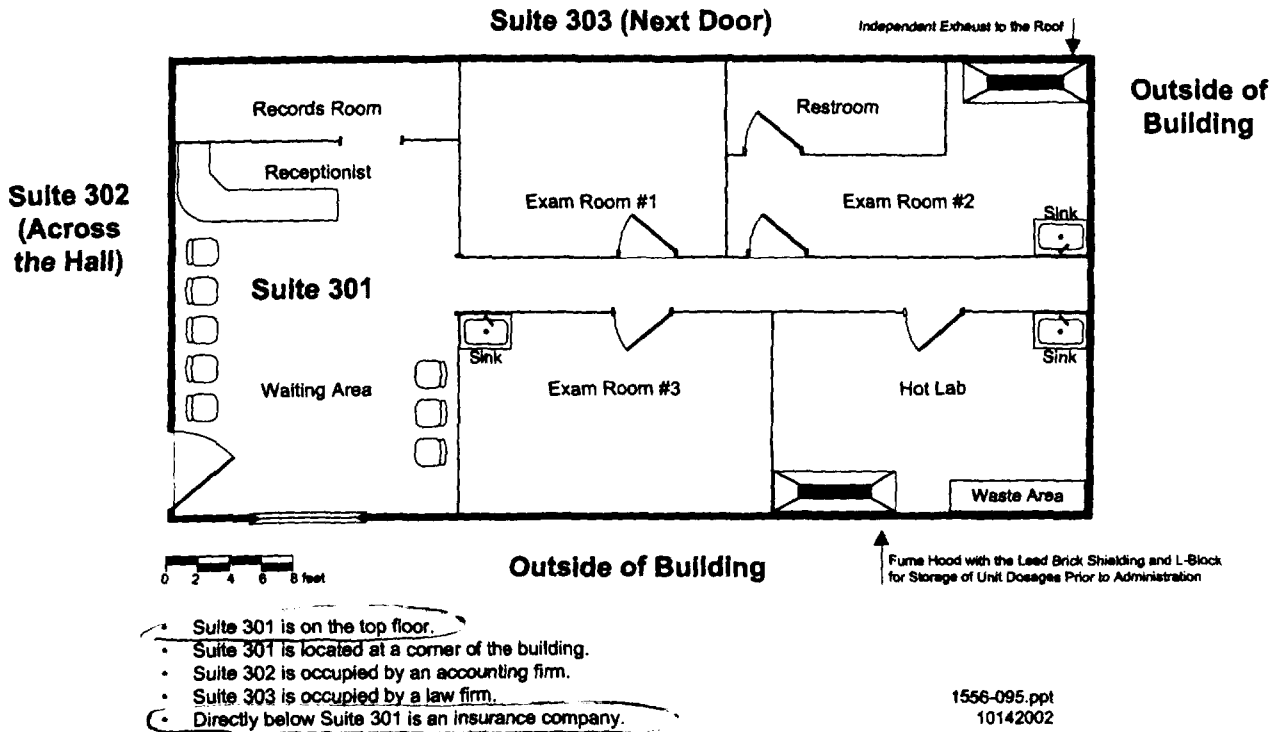 Suite 303 (Next Door)
Independent Exhaust to the Roof
Outside of
Building
Records Room
Restroom
Receptionist
Suite 302
(Across
the Hall)
Exam Room #1
Exam Room #2
Sink
Suite 301
Sink
Sink
Waiting Area
Exam Room #3
Hot Lab
Waste Area
0 2 4 6 8 feet
Outside of Building
Fume Hood with the Lead Brick Shielding and L-Block
for Storage of Unit Dosages Prior to Administration
• Suite 301 is on the top floor.
• Suite 301 is located at a corner of the building.
• Suite 302 is occupied by an accounting firm.
• Suite 303 is occupied by a law firm.
• Directly below Suite 301 is an insurance company.
1556-095.ppt
10142002